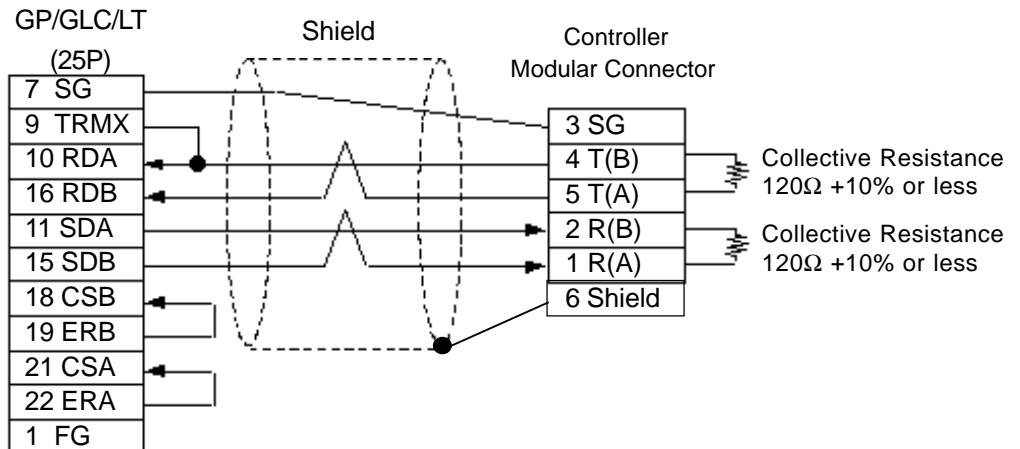 GP/GLC/LT
(25P)
7 SG
9 TRMX
10 RDA
16 RDB
11 SDA
15 SDB
18 CSB
19 ERB
21 CSA
22 ERA
1 FG
Shield
Controller
Modular Connector
3 SG
4 T(B)
5 T(A)
2 R(B)
1 R(A)
6 Shield
Collective Resistance
120Ω +10% or less
Collective Resistance
120Ω +10% or less